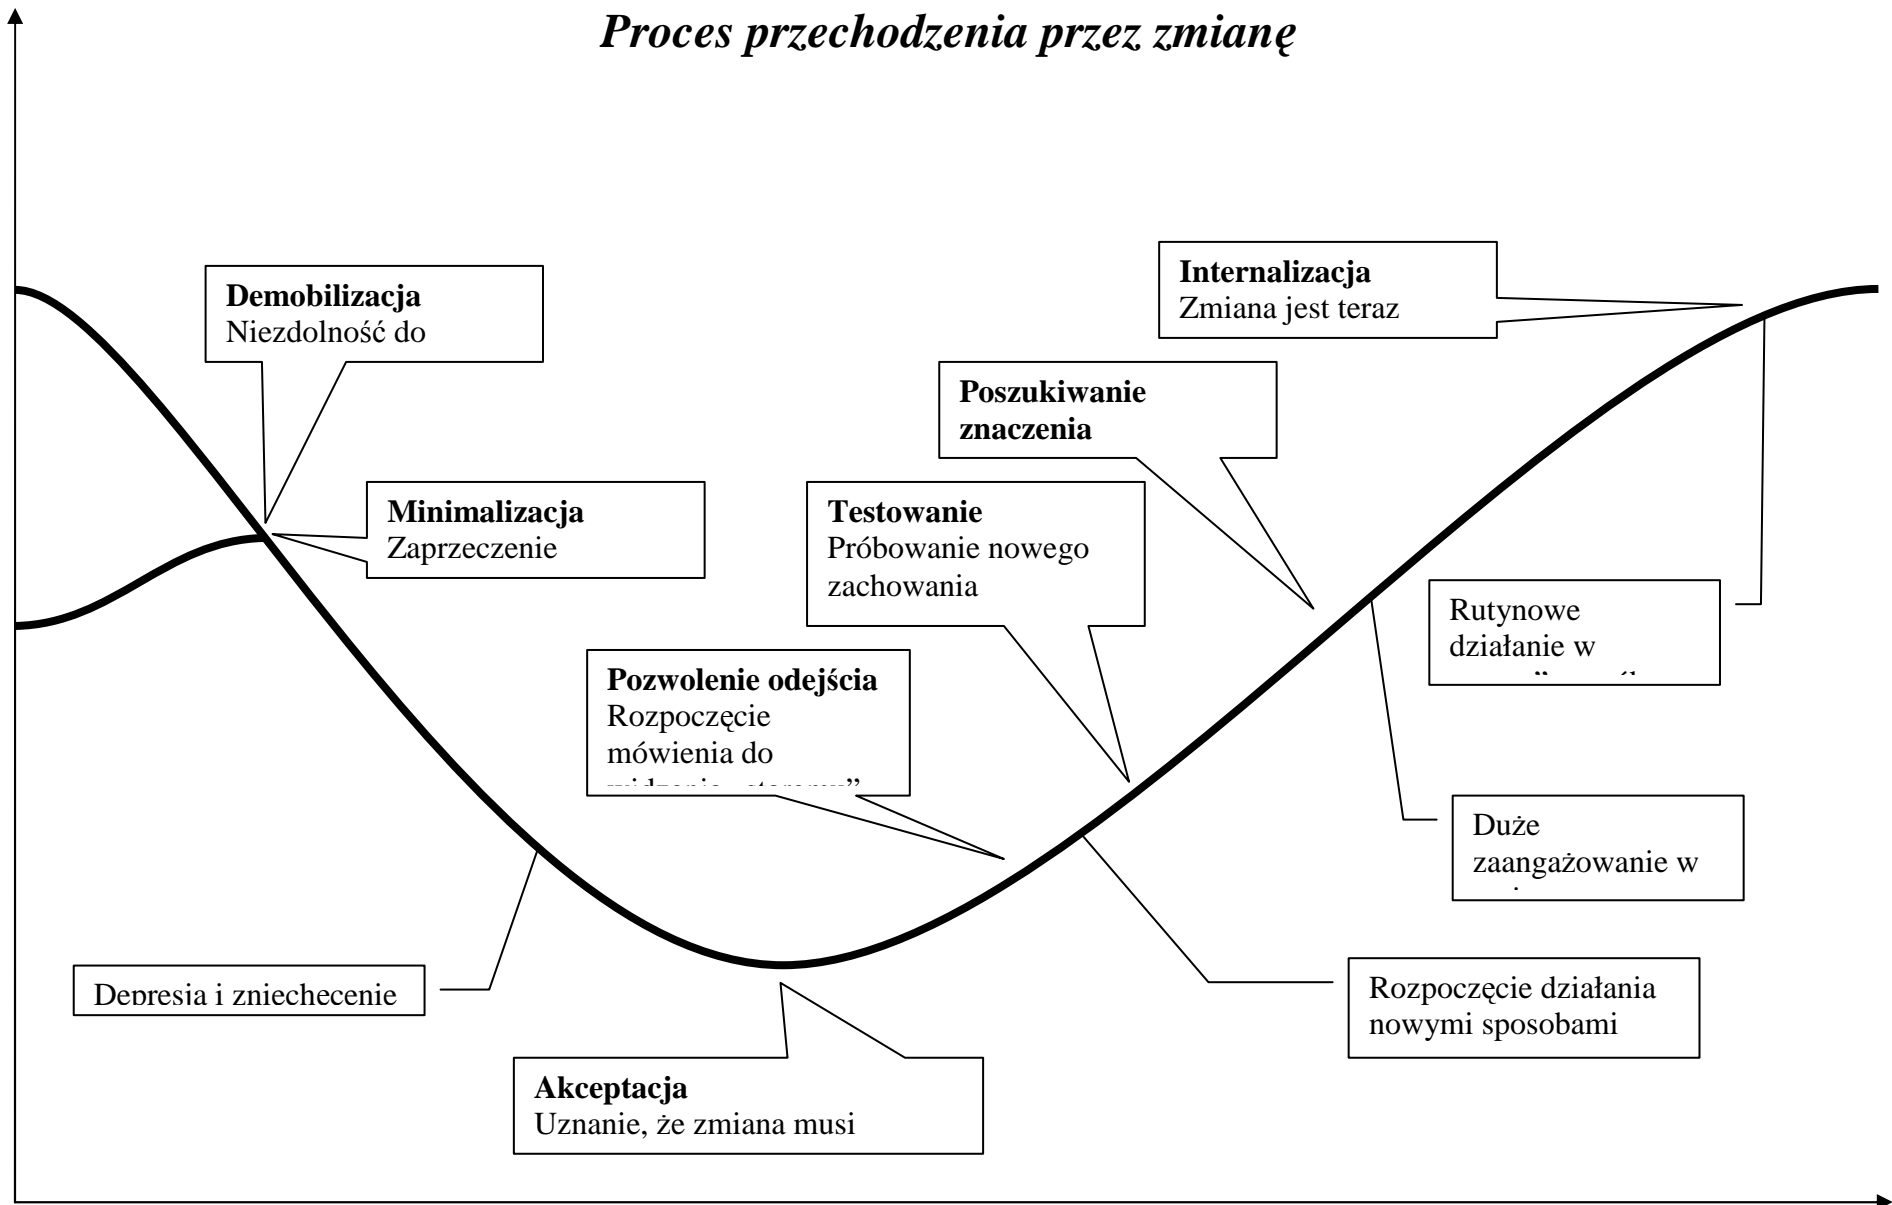 Proces przechodzenia przez zmianę
Demobilizacja
Niezdolność do
Minimalizacja
Zaprzeczenie
Internalizacja
Zmiana jest teraz
Poszukiwanie
znaczenia
Testowanie
Próbowanie nowego
zachowania
Pozwolenie odejścia
Rozpoczęcie
mówienia do
Rutynowe
działanie w
Duże
zaangażowanie w
Depresja i zniechęcenie
Rozpoczęcie działania
nowymi sposobami
Akceptacja
Uznanie, że zmiana musi